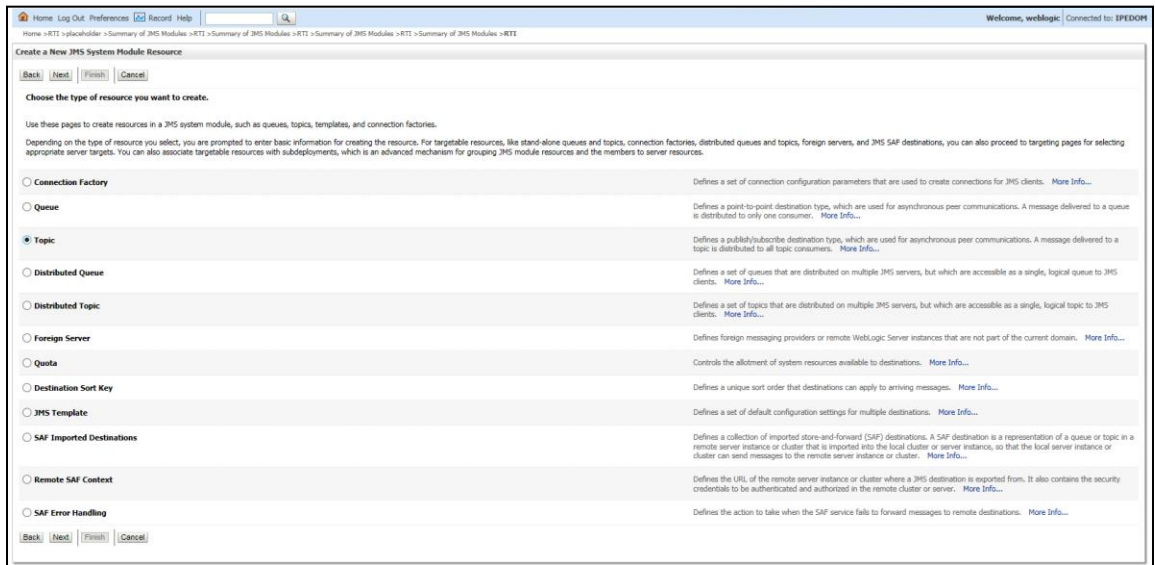 Home Log Out Preferences Record Help
Welcome, weblogic Connected to: IPEDOM
Home >RTI >placeholder >Summary of JMS Modules >RTI >Summary of JMS Modules >RTI >Summary of JMS Modules >RTI >Summary of JMS Modules >RTI
Create a New JMS System Module Resource
Back Next Finish Cancel
Choose the type of resource you want to create.
Use these pages to create resources in a JMS system module, such as queues, topics, templates, and connection factories.
Depending on the type of resource you select, you are prompted to enter basic information for creating the resource. For targetable resources, like stand-alone queues and topics, connection factories, distributed queues and topics, foreign servers, and JMS SAF destinations, you can also proceed to targeting pages for selecting
appropriate server targets. You can also associate targetable resources with subdeployments, which is an advanced mechanism for grouping JMS module resources and the members to server resources.
Connection Factory
Defines a set of connection configuration parameters that are used to create connections for JMS clients. More Info...
Queue
Defines a point-to-point destination type, which are used for asynchronous peer communications. A message delivered to a queue
is distributed to only one consumer. More Info...
Topic
Defines a publish/subscribe destination type, which are used for asynchronous peer communications. A message delivered to a
topic is distributed to all topic consumers. More Info...
Distributed Queue
Defines a set of queues that are distributed on multiple JMS servers, but which are accessible as a single, logical queue to JMS
clients. More Info...
Distributed Topic
Defines a set of topics that are distributed on multiple JMS servers, but which are accessible as a single, logical topic to JMS
clients. More Info...
Foreign Server
Defines foreign messaging providers or remote WebLogic Server instances that are not part of the current domain. More Info...
Quota
Controls the allotment of system resources available to destinations. More Info...
Destination Sort Key
Defines a unique sort order that destinations can apply to arriving messages. More Info...
JMS Template
Defines a set of default configuration settings for multiple destinations. More Info...
SAF Imported Destinations
Defines a collection of imported store-and-forward (SAF) destinations. A SAF destination is a representation of a queue or topic in a
remote server instance or cluster that is imported into the local cluster or server instance, so that the local server instance or
cluster can send messages to the remote server instance or cluster. More Info...
Remote SAF Context
Defines the URL of the remote server instance or cluster where a JMS destination is exported from. It also contains the security
credentials to be authenticated and authorized in the remote cluster or server. More Info...
SAF Error Handling
Defines the action to take when the SAF service fails to forward messages to remote destinations. More Info...
Back Next Finish Cancel